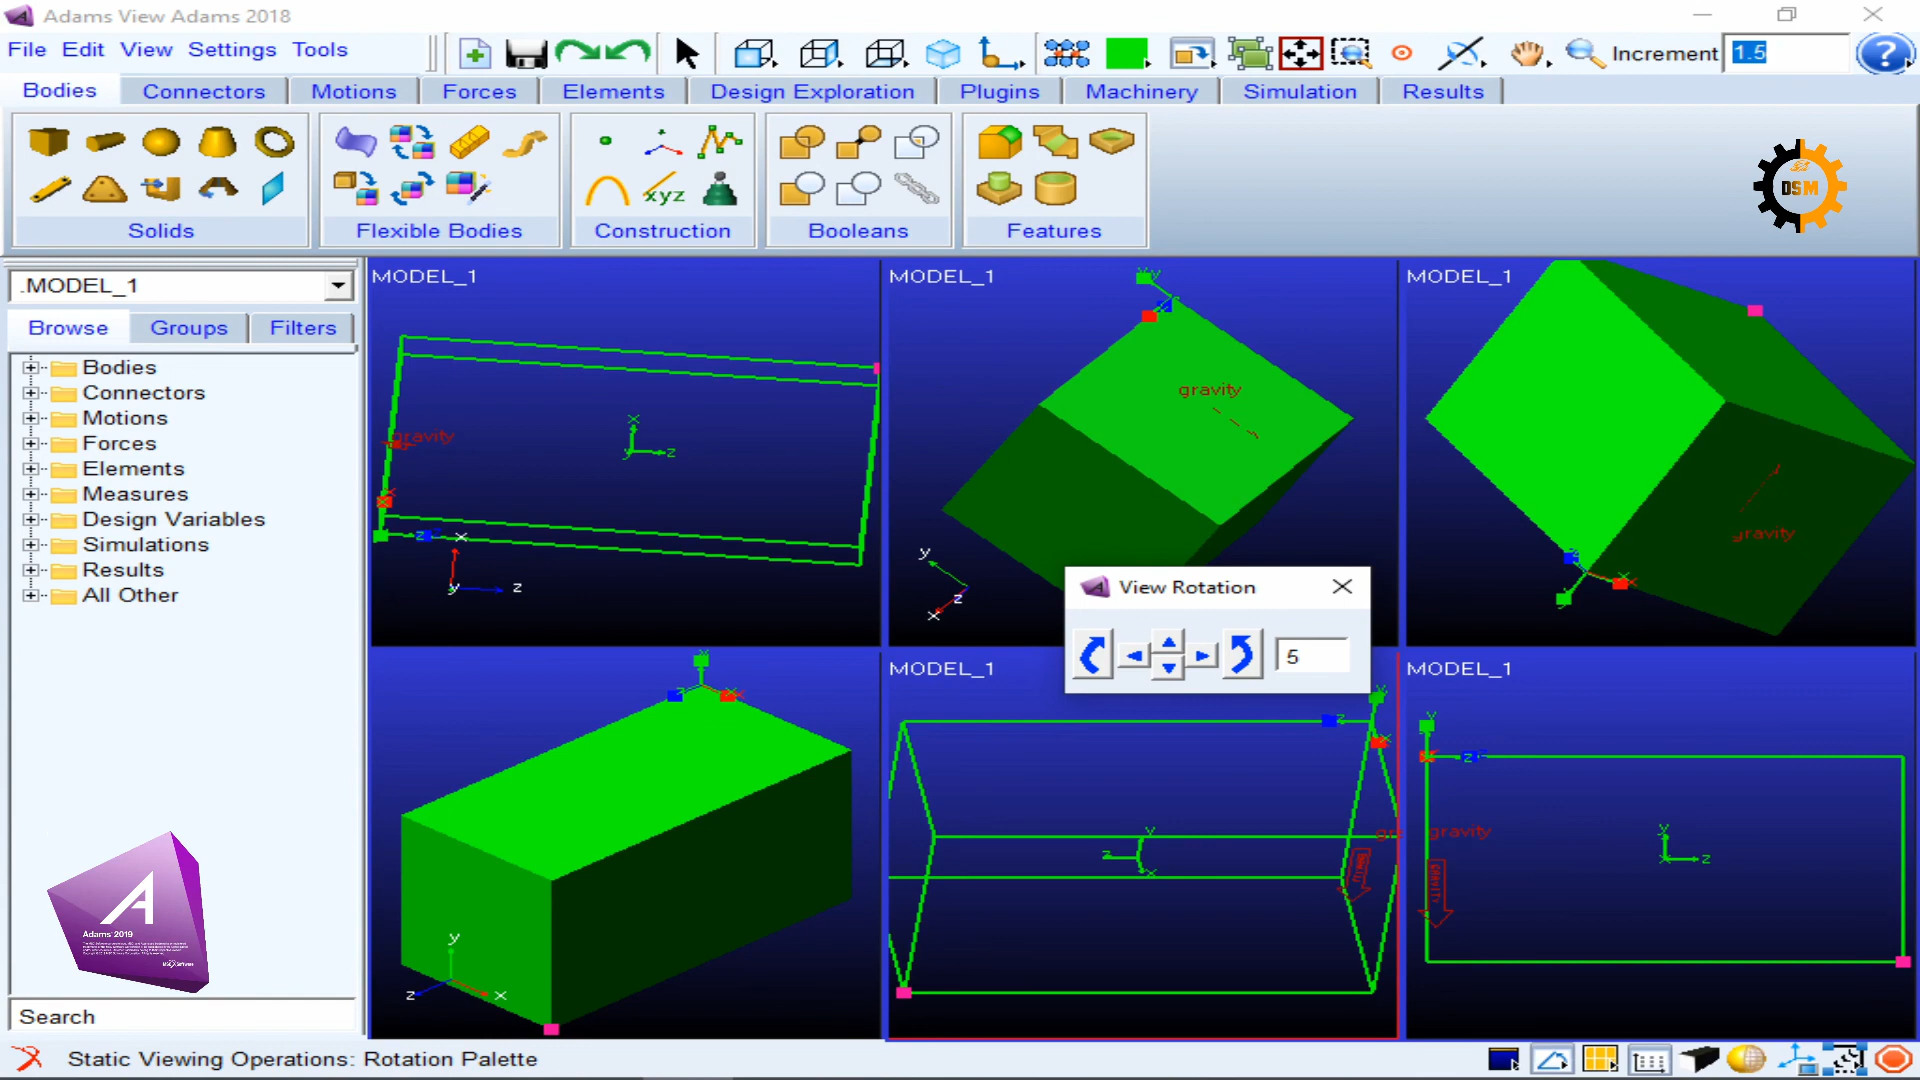 Adams View Adams 2018
File Edit View Settings Tools
Increment 1.5
Bodies Connectors Motions Forces Elements Design Exploration Plugins Machinery Simulation Results
xyz
Solids Flexible Bodies Construction Booleans Features
DSM
.MODEL_1
Browse Groups Filters
Bodies
Connectors
Motions
Forces
Elements
Measures
Design Variables
Simulations
Results
All Other
Adams 2019
Search
MODEL_1
gravity
x
y z
z x
y z
MODEL_1
y
gravity
y
z
x
MODEL_1
z x
y
gravity
y
z x
y
z x
View Rotation
5
MODEL_1
y
z
x
y
z
x
MODEL_1
y
z
gravity
GRAVITY
y
z
Static Viewing Operations: Rotation Palette